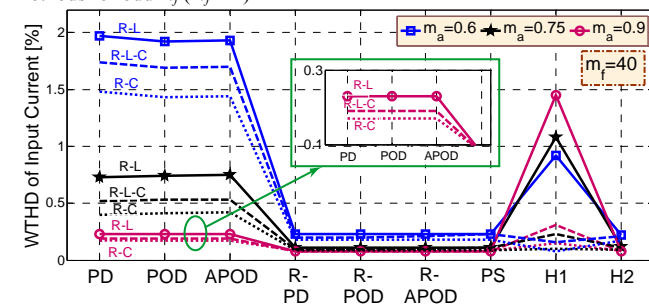 2
1.5
1
0.5
0
WTHD of Input Current [%]
m_a=0.6
m_a=0.75
m_a=0.9
m_f=40
R-L
R-L-C
R-C
R-L
R-L-C
R-C
R-L
R-C
0.3
0.1
R-L
R-L-C
R-C
PD
POD
APOD
PD
POD
APOD
R-
PD
R-
POD
R-
APOD
PS
H1
H2